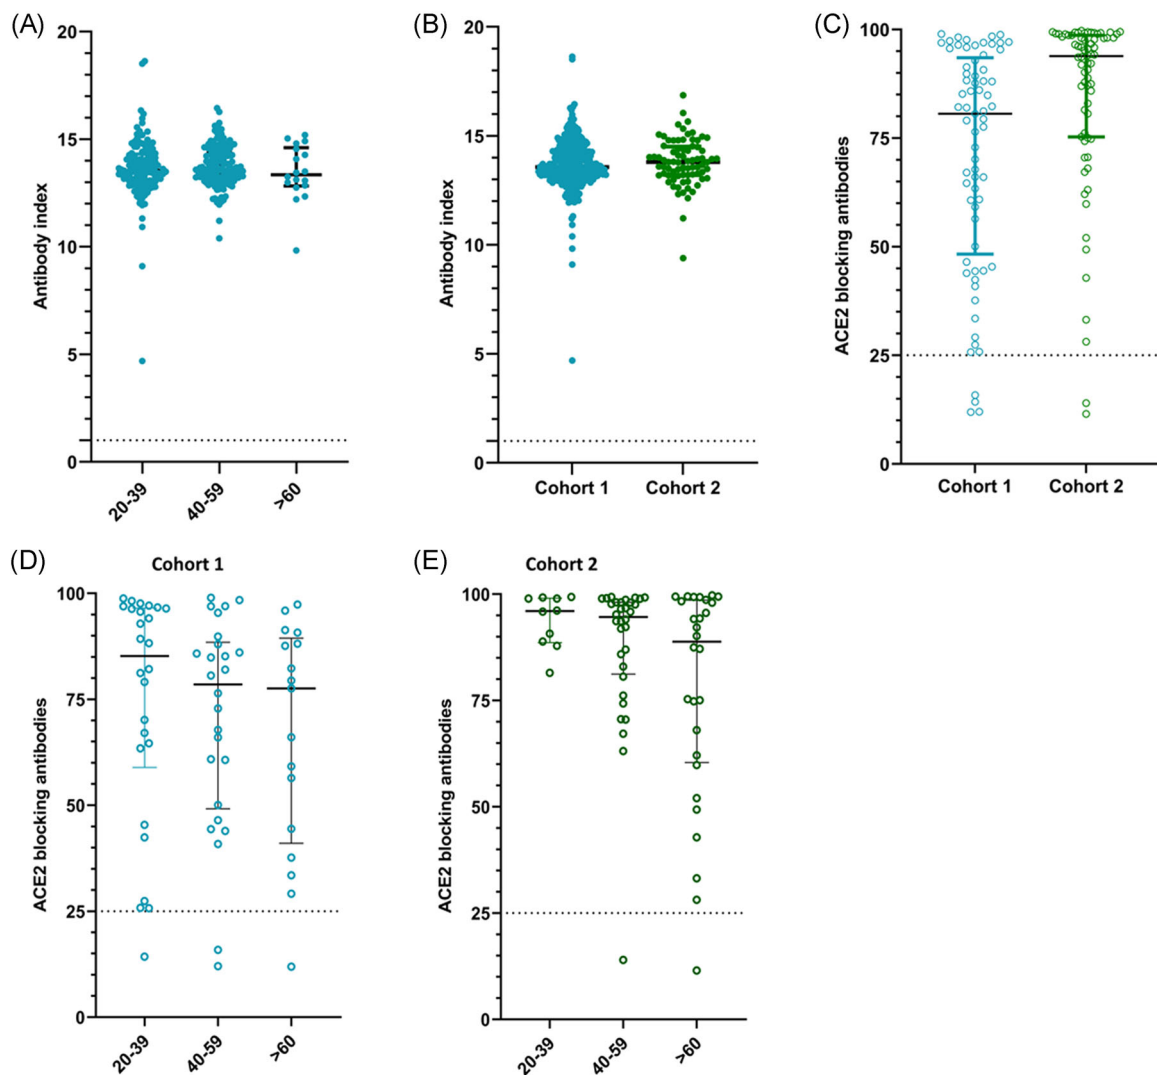 (A)
20
15
10
5
0
Antibody index
20-39
40-59
>60
(B)
20
15
10
5
0
Antibody index
Cohort 1
Cohort 2
(C)
100
75
50
25
0
ACE2 blocking antibodies
Cohort 1
Cohort 2
(D)
Cohort 1
100
75
50
25
0
ACE2 blocking antibodies
20-39
40-59
>60
(E)
Cohort 2
100
75
50
25
0
ACE2 blocking antibodies
20-39
40-59
>60